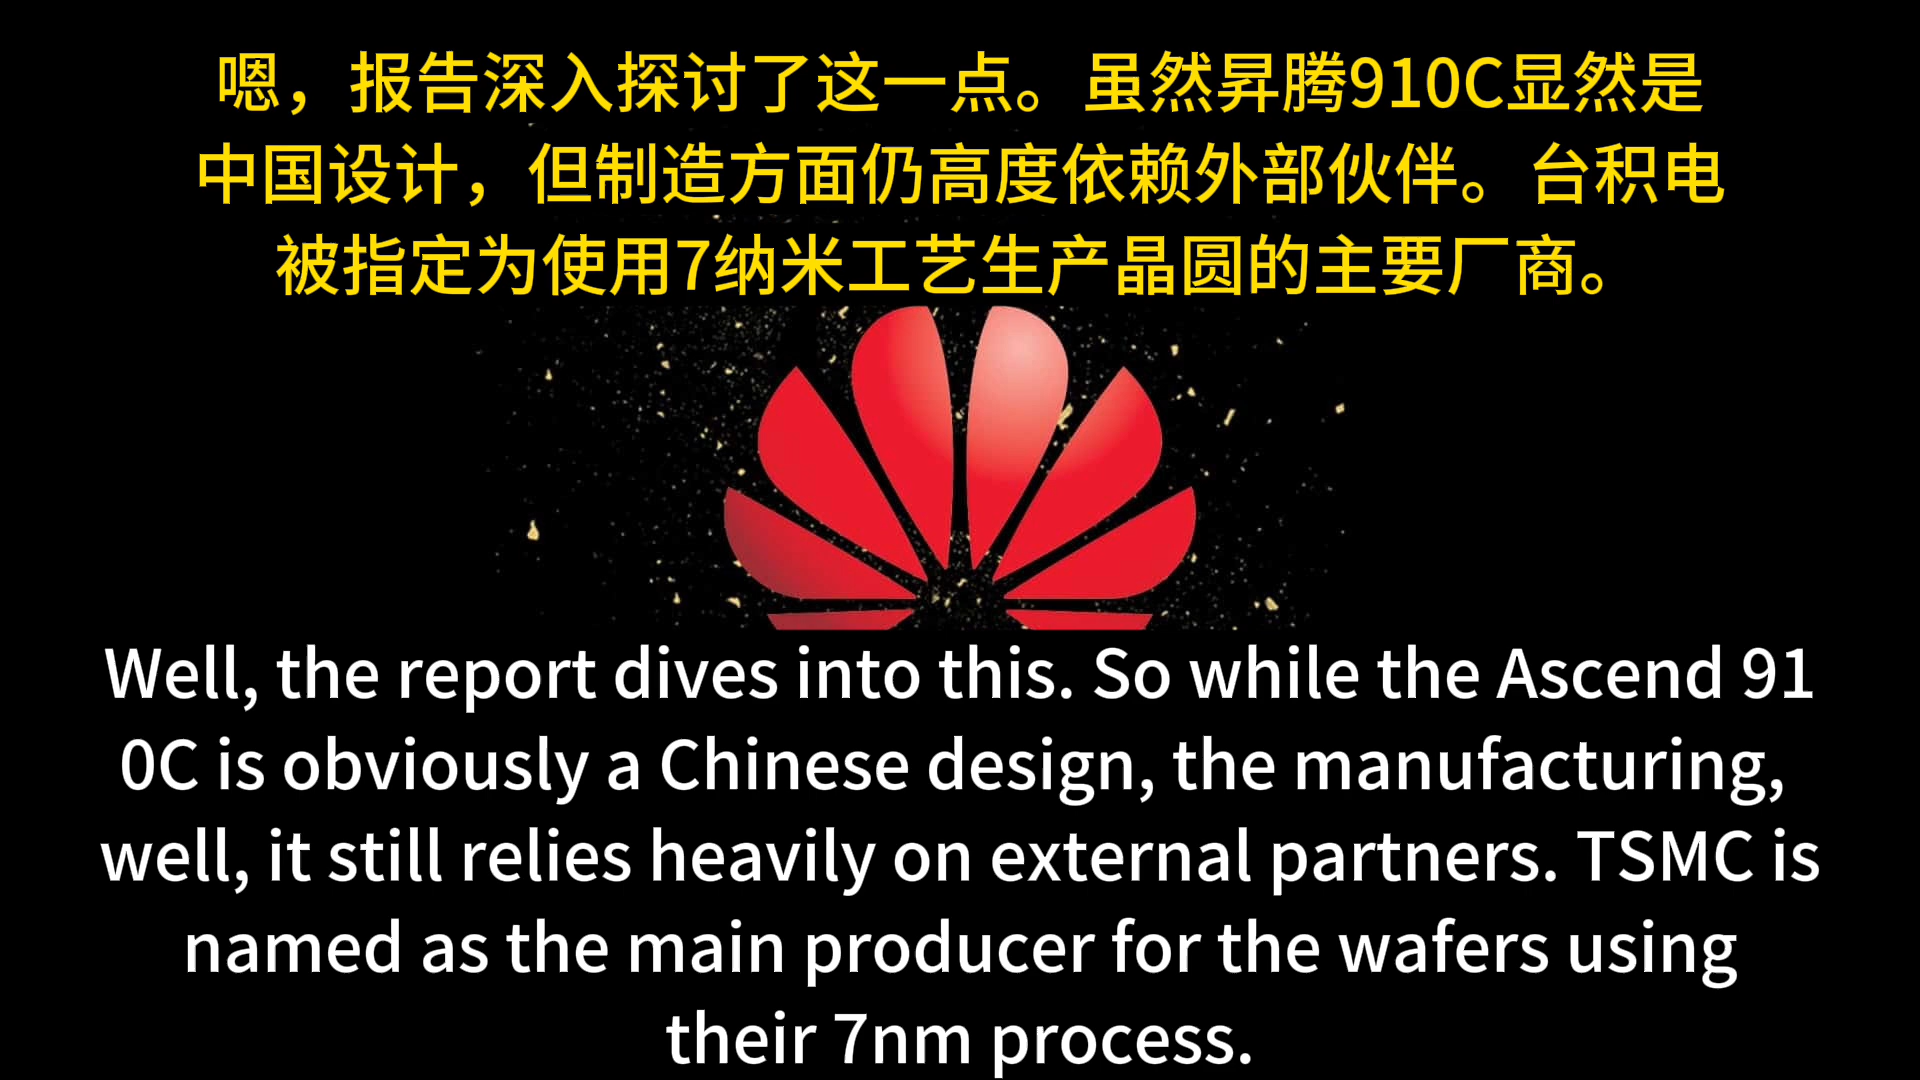 嗯，报告深入探讨了这一点。虽然昇腾910C显然是
中国设计，但制造方面仍高度依赖外部伙伴。台积电
被指定为使用7纳米工艺生产晶圆的主要厂商。
Well, the report dives into this. So while the Ascend 91
0C is obviously a Chinese design, the manufacturing,
well, it still relies heavily on external partners. TSMC is
named as the main producer for the wafers using
their 7nm process.